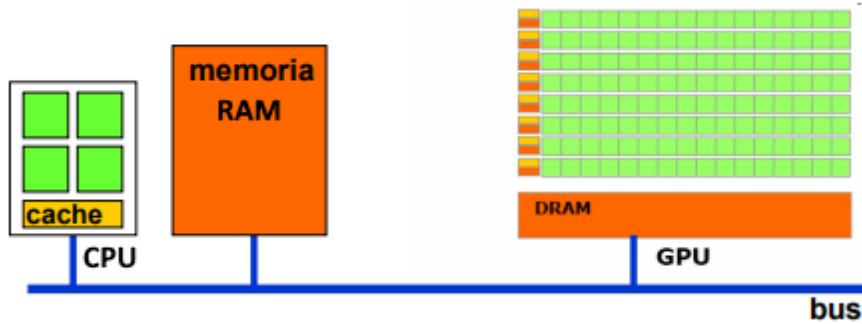 memoria
RAM
cache
CPU
DRAM
GPU
bus